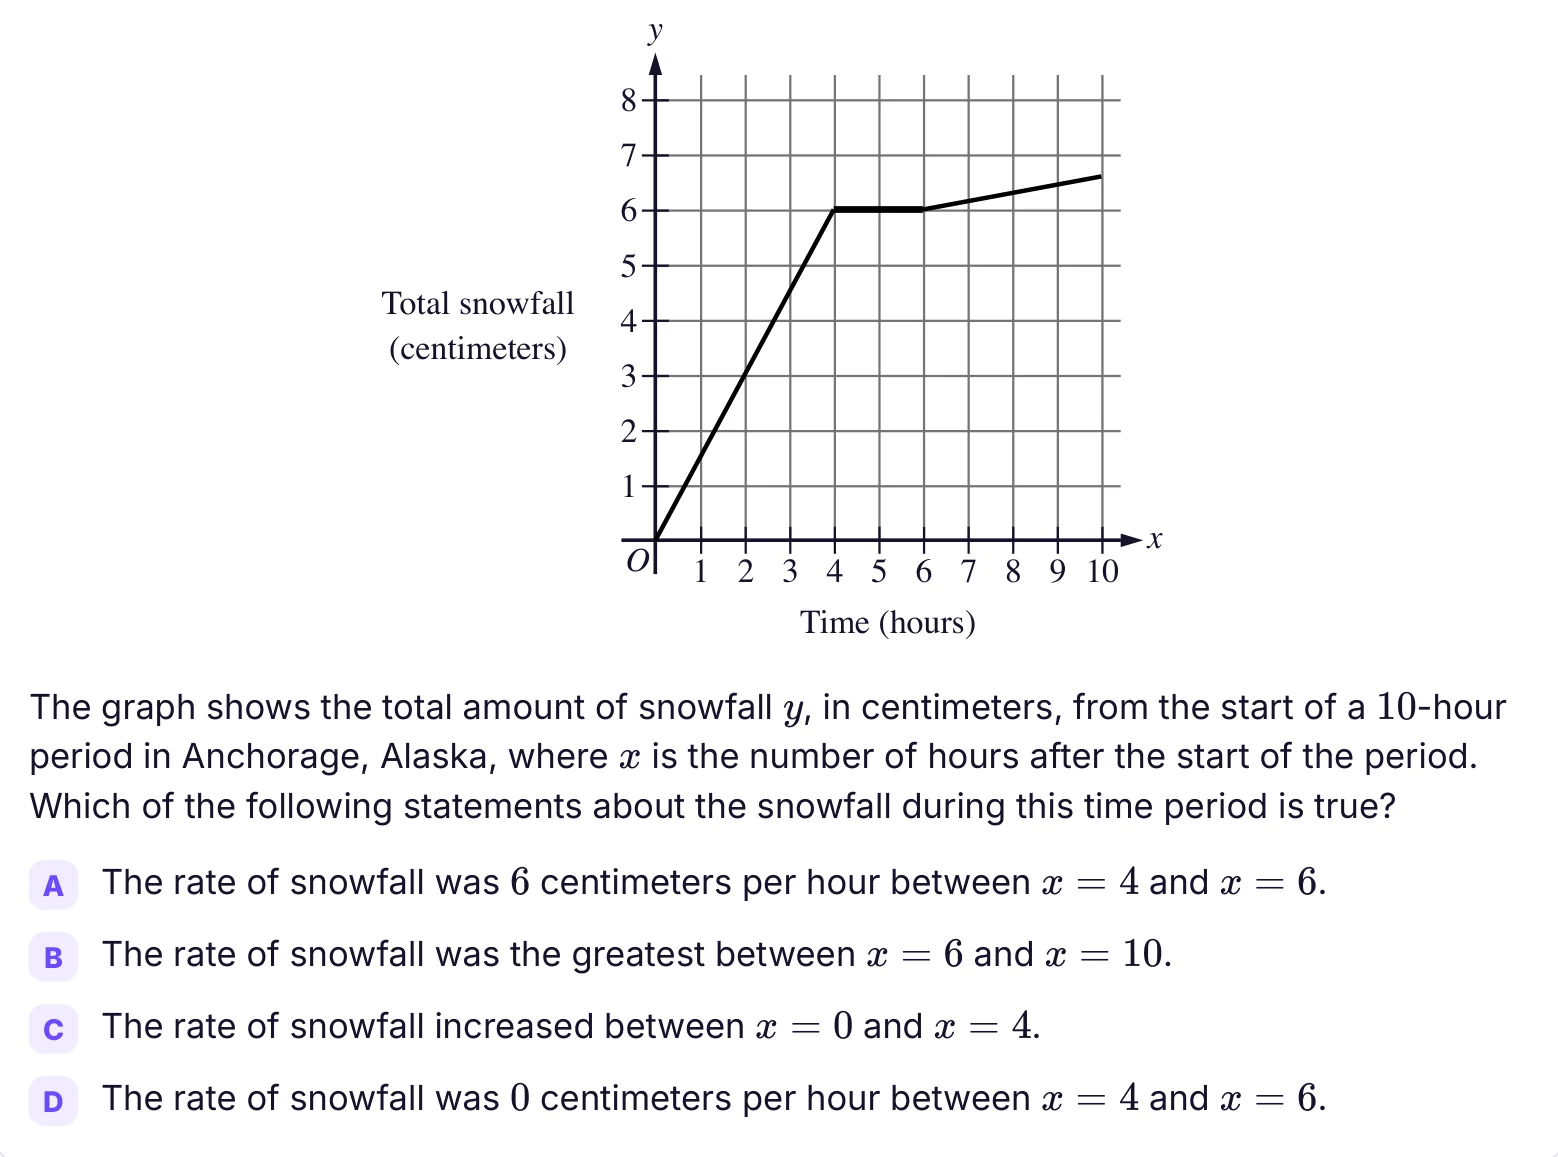 y
8
7
6
5
4
3
2
1
Total snowfall
(centimeters)
O
1 2 3 4 5 6 7 8 9 10
x
Time (hours)
The graph shows the total amount of snowfall y, in centimeters, from the start of a 10-hour
period in Anchorage, Alaska, where x is the number of hours after the start of the period.
Which of the following statements about the snowfall during this time period is true?
A The rate of snowfall was 6 centimeters per hour between x = 4 and x = 6.
B The rate of snowfall was the greatest between x = 6 and x = 10.
C The rate of snowfall increased between x = 0 and x = 4.
D The rate of snowfall was 0 centimeters per hour between x = 4 and x = 6.